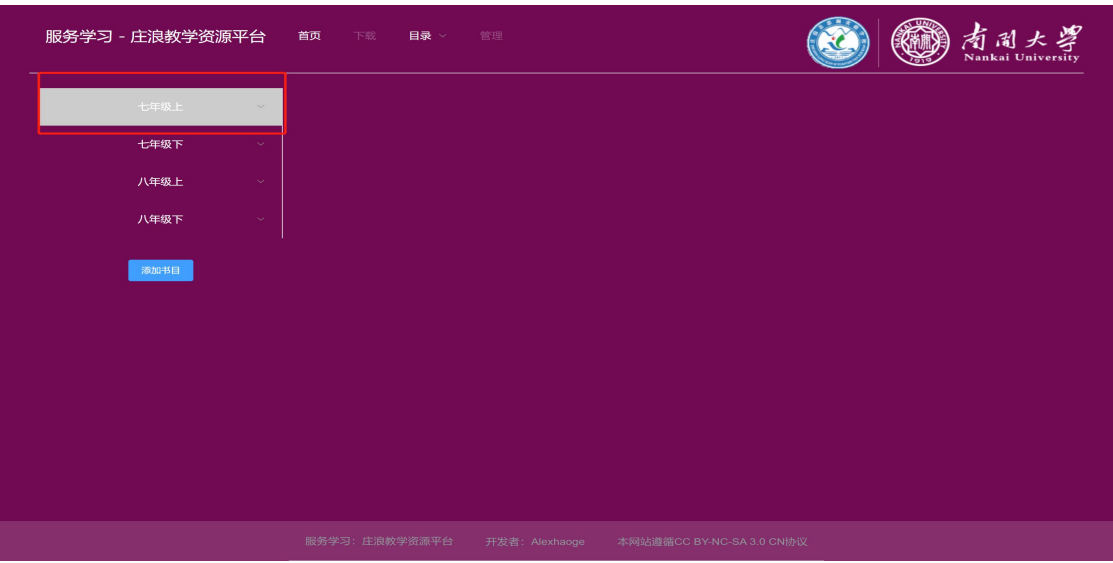 服务学习 - 庄浪教学资源平台 首页 下载 目录 管理
南开大学
Nankai University
七年级上
七年级下
八年级上
八年级下
添加书目
服务学习：庄浪教学资源平台 开发者：Alexhaoge 本网站遵循CC BY-NC-SA 3.0 CN协议